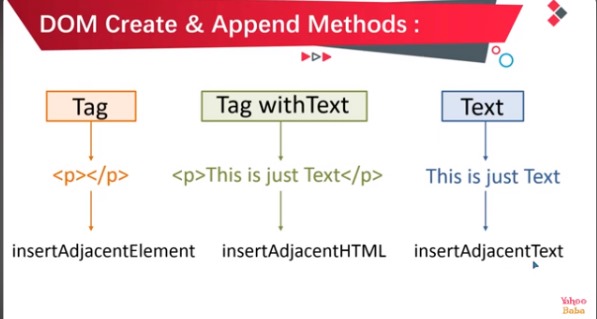 DOM Create & Append Methods :
Tag
Tag withText
Text
<p></p>
<p>This is just Text</p>
This is just Text
insertAdjacentElement
insertAdjacentHTML
insertAdjacentText
Yahoo
Baba